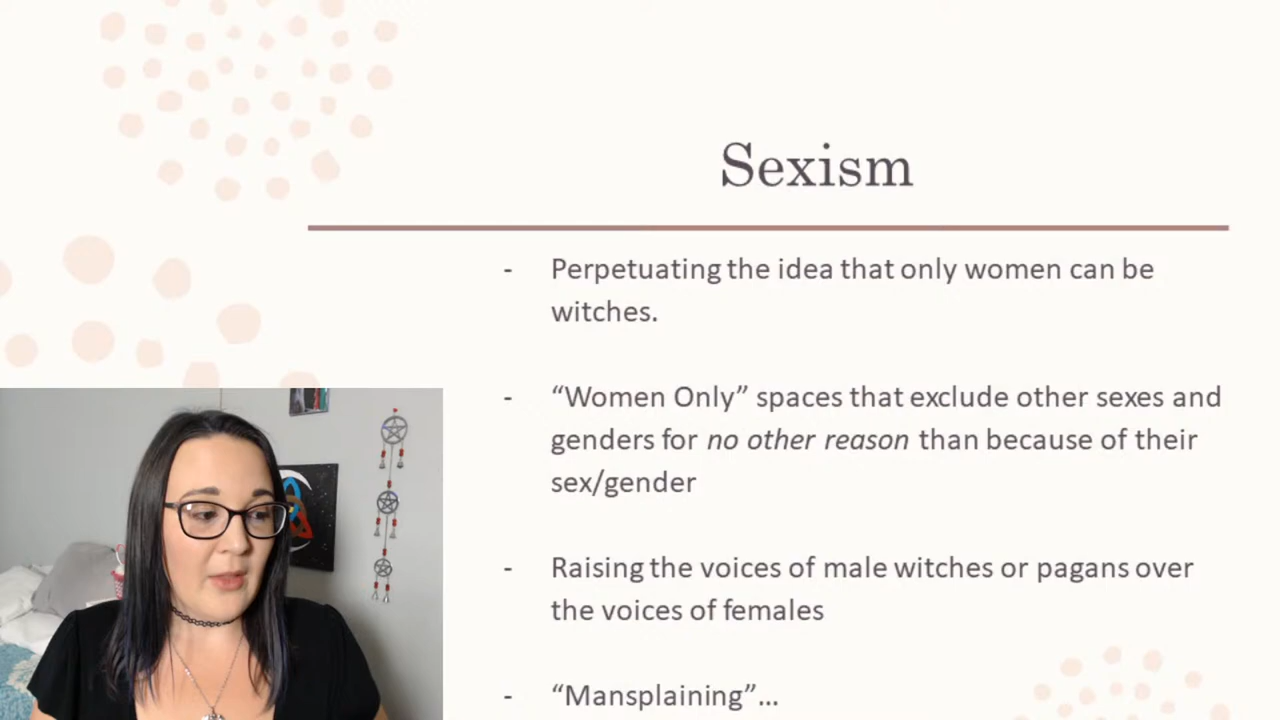 Sexism
- Perpetuating the idea that only women can be
witches.
- “Women Only” spaces that exclude other sexes and
genders for no other reason than because of their
sex/gender
- Raising the voices of male witches or pagans over
the voices of females
- “Mansplaining”…